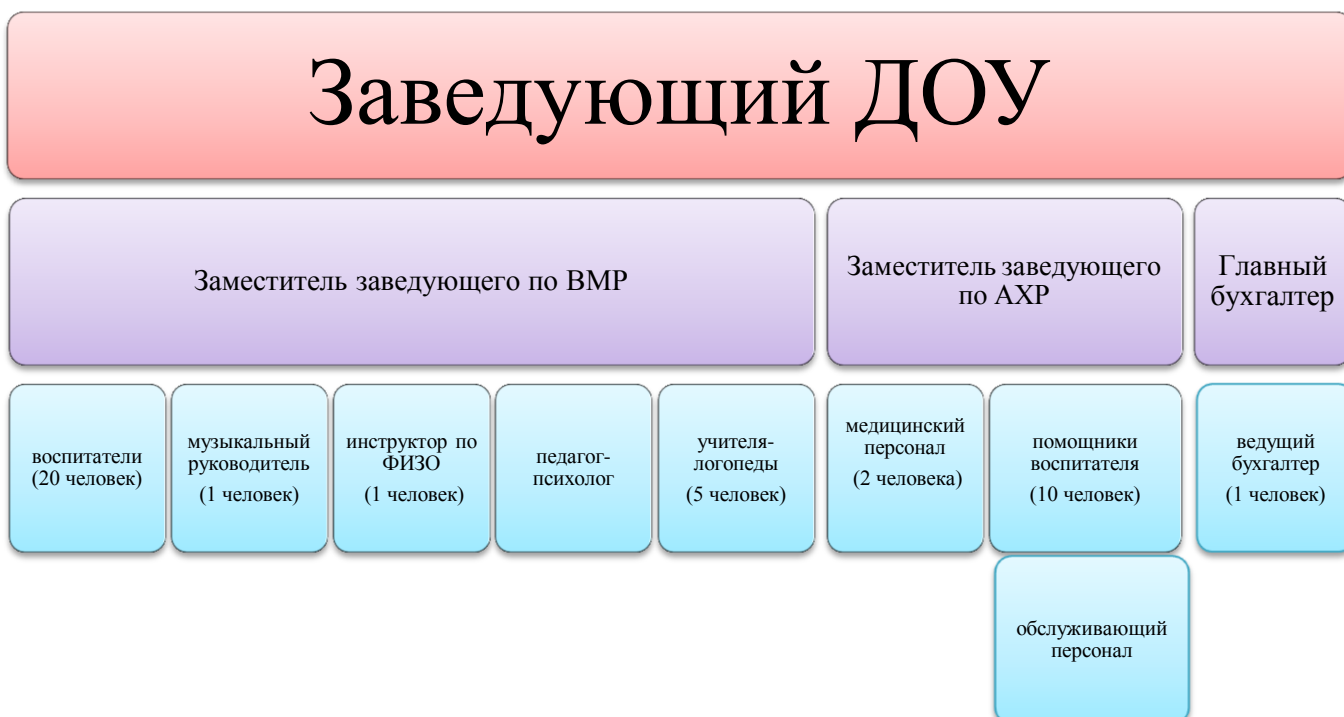 Заведующий ДОУ
Заместитель заведующего по ВМР
Заместитель заведующего
по АХР
Главный
бухгалтер
воспитатели
(20 человек)
музыкальный
руководитель
(1 человек)
инструктор по
ФИЗО
(1 человек)
педагог-
психолог
учителя-
логопеды
(5 человек)
медицинский
персонал
(2 человека)
помощники
воспитателя
(10 человек)
ведущий
бухгалтер
(1 человек)
обслуживающий
персонал